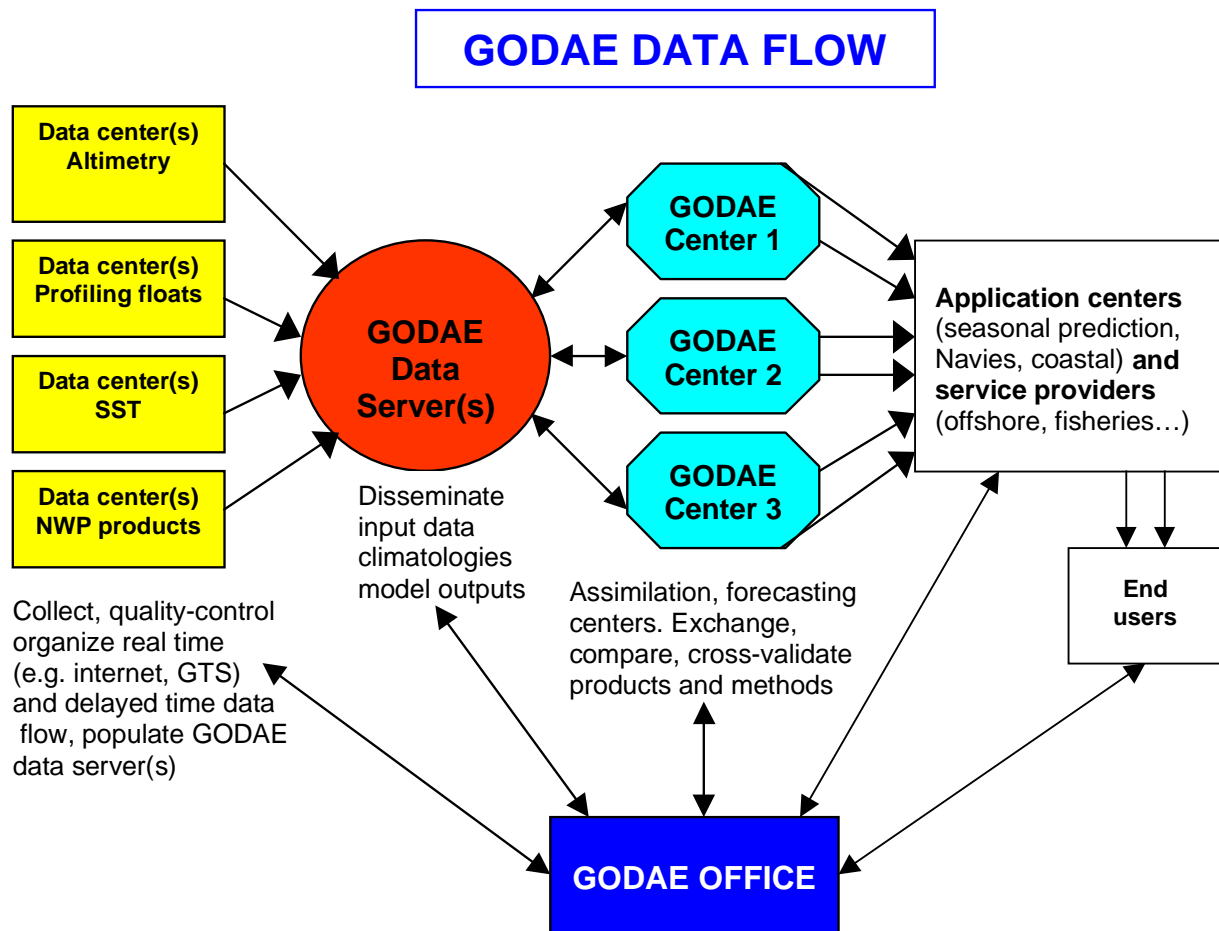 GODAE DATA FLOW
Data center(s)
Altimetry
Data center(s)
Profiling floats
Data center(s)
SST
Data center(s)
NWP products
GODAE
Data
Server(s)
GODAE
Center 1
GODAE
Center 2
GODAE
Center 3
Application centers
(seasonal prediction,
Navies, coastal) and
service providers
(offshore, fisheries…)
End
users
Collect, quality-control
organize real time
(e.g. internet, GTS)
and delayed time data
flow, populate GODAE
data server(s)
Disseminate
input data
climatologies
model outputs
Assimilation, forecasting
centers. Exchange,
compare, cross-validate
products and methods
GODAE OFFICE